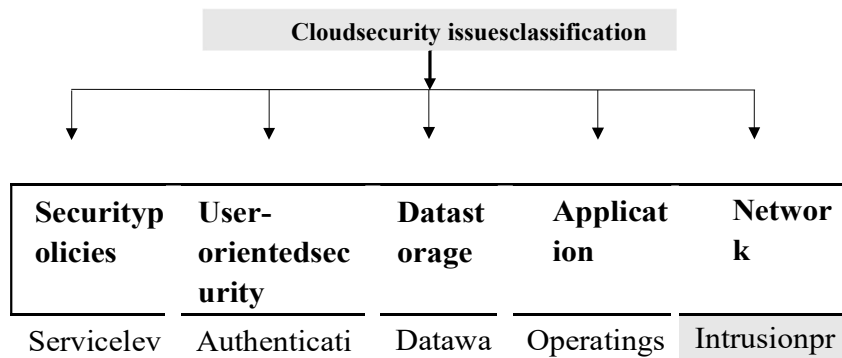 Cloudsecurity issuesclassification
Securityp
olicies
User-
orientedsec
urity
Datast
orage
Applicat
ion
Networ
k
Servicelev
Authenticati
Datawa
Operatings
Intrusionpr